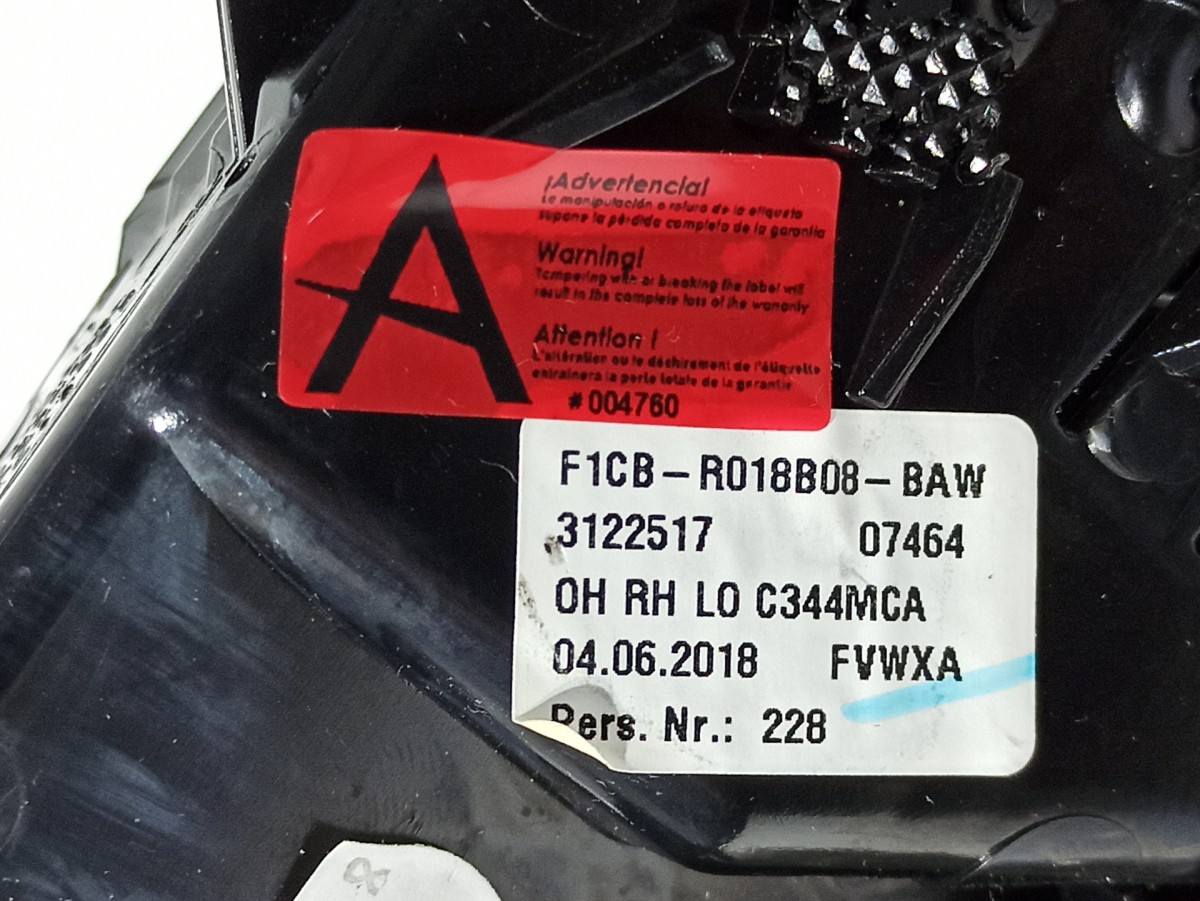 A
¡Advertencia!
La manipulación o rotura de la etiqueta
supone la pérdida completa de la garantía
Warning!
Tampering with or breaking the label will
result in the complete loss of the warranty
Attention !
L'altération ou le déchirement de l'étiquette
entraînera la perte totale de la garantie
#004760
F1CB-R018B08-BAW
3122517 07464
OH RH LO C344MCA
04.06.2018 FVWXA
Pers. Nr.: 228
8